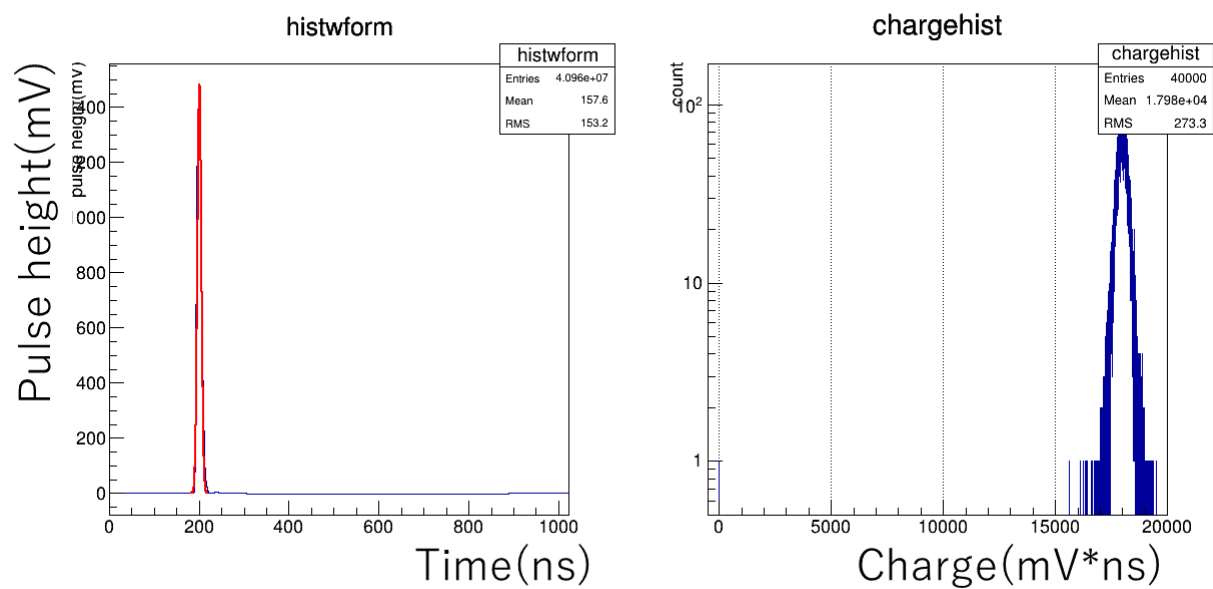 histwform
histwform
Entries 4.096e+07
Mean 157.6
RMS 153.2
Pulse height(mV)
pulse height(mv)
400
200
000
800
600
400
200
0
0 200 400 600 800 1000
Time(ns)
chargehist
chargehist
Entries 40000
Mean 1.798e+04
RMS 273.3
count
10²
10
1
0 5000 10000 15000 20000
Charge(mV*ns)